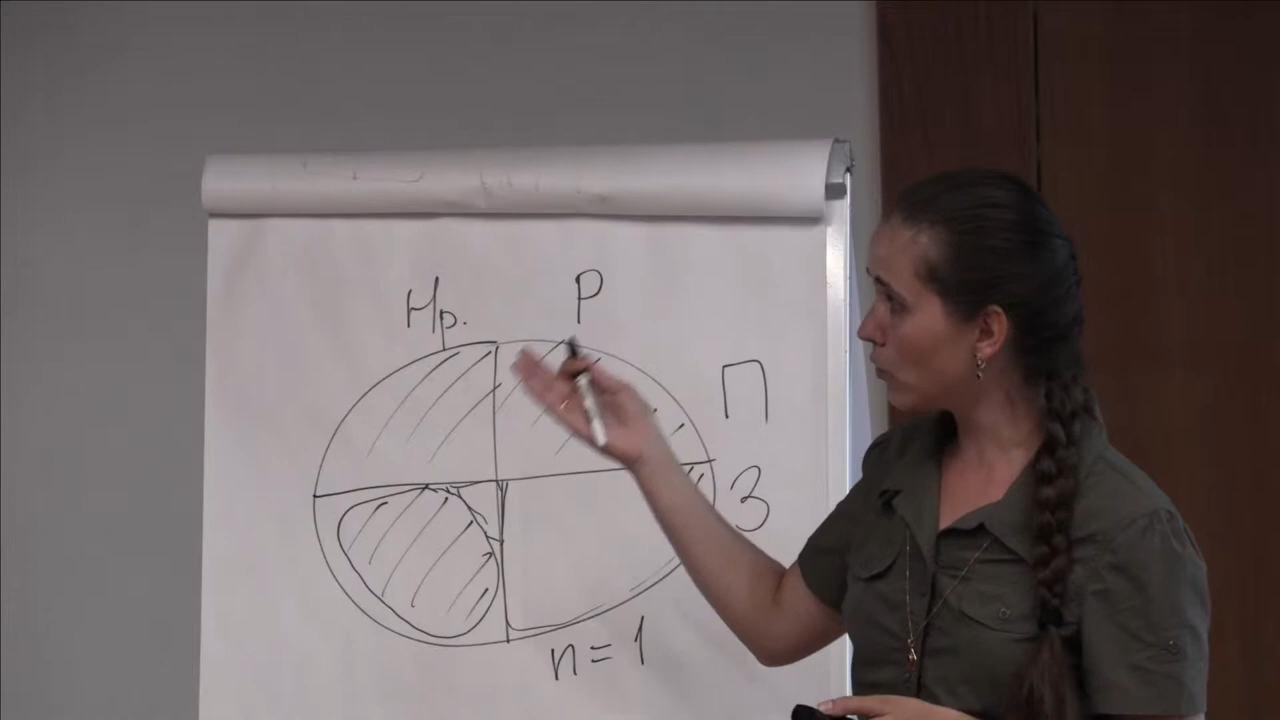 Нр.
Р
П
З
n = 1